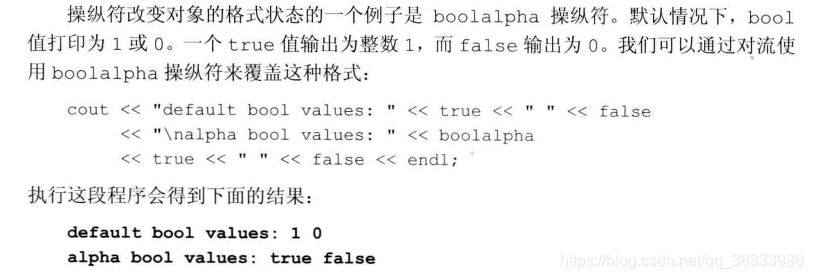 操纵符改变对象的格式状态的一个例子是 boolalpha 操纵符。默认情况下，bool
值打印为 1 或 0。一个 true 值输出为整数 1，而 false 输出为 0。我们可以通过对流使
用 boolalpha 操纵符来覆盖这种格式：
cout << "default bool values: " << true << " " << false
<< "\nalpha bool values: " << boolalpha
<< true << " " << false << endl;
执行这段程序会得到下面的结果：
default bool values: 1 0
alpha bool values: true false
https://blog.csdn.net/qq_36333986